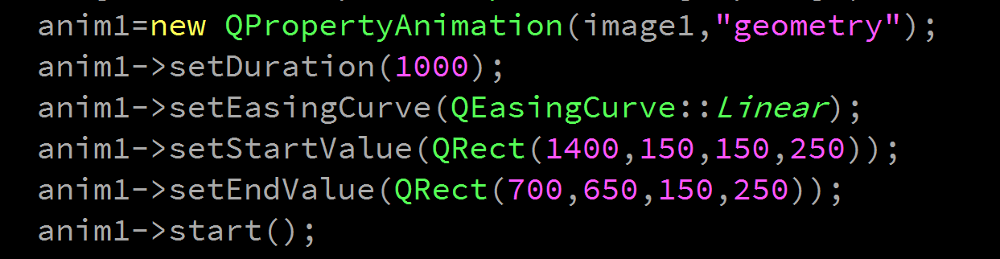 anim1=new QPropertyAnimation(image1,"geometry");
anim1->setDuration(1000);
anim1->setEasingCurve(QEasingCurve::Linear);
anim1->setStartValue(QRect(1400,150,150,250));
anim1->setEndValue(QRect(700,650,150,250));
anim1->start();